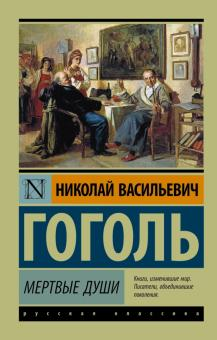 N
НИКОЛАЙ ВАСИЛЬЕВИЧ
ГОГОЛЬ
МЕРТВЫЕ ДУШИ
Книги, изменившие мир.
Писатели, объединившие
поколения.
русская классика